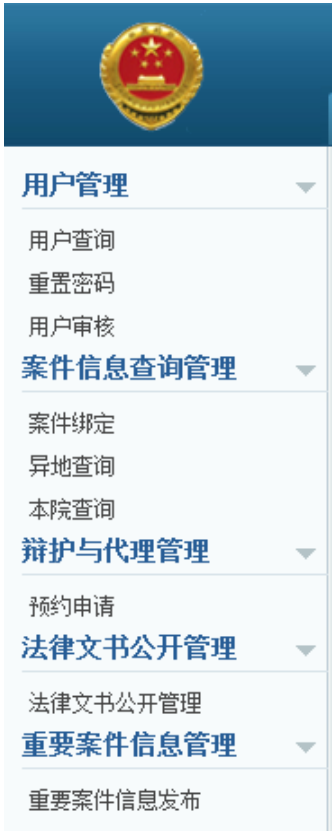 用户管理
用户查询
重置密码
用户审核
案件信息查询管理
案件绑定
异地查询
本院查询
辩护与代理管理
预约申请
法律文书公开管理
法律文书公开管理
重要案件信息管理
重要案件信息发布